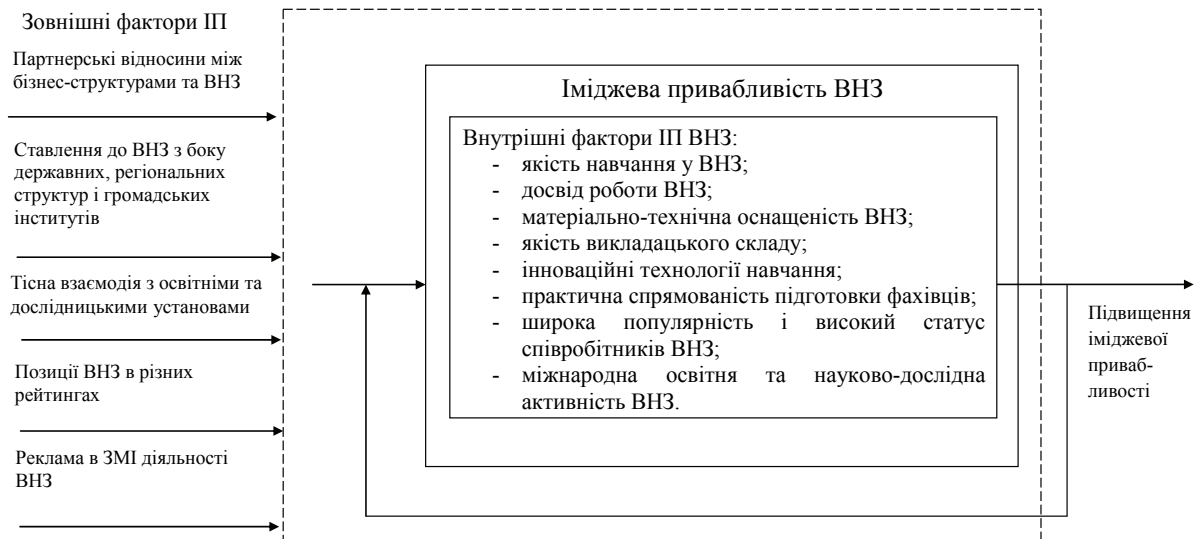 Зовнішні фактори ІП
Партнерські відносини між
бізнес-структурами та ВНЗ
Ставлення до ВНЗ з боку
державних, регіональних
структур і громадських
інститутів
Тісна взаємодія з освітніми та
дослідницькими установами
Позиції ВНЗ в різних
рейтингах
Реклама в ЗМІ діяльності
ВНЗ
Іміджева привабливість ВНЗ
Внутрішні фактори ІП ВНЗ:
- якість навчання у ВНЗ;
- досвід роботи ВНЗ;
- матеріально-технічна оснащеність ВНЗ;
- якість викладацького складу;
- інноваційні технології навчання;
- практична спрямованість підготовки фахівців;
- широка популярність і високий статус
співробітників ВНЗ;
- міжнародна освітня та науково-дослідна
активність ВНЗ.
Підвищення
іміджевої
приваб-
ливості